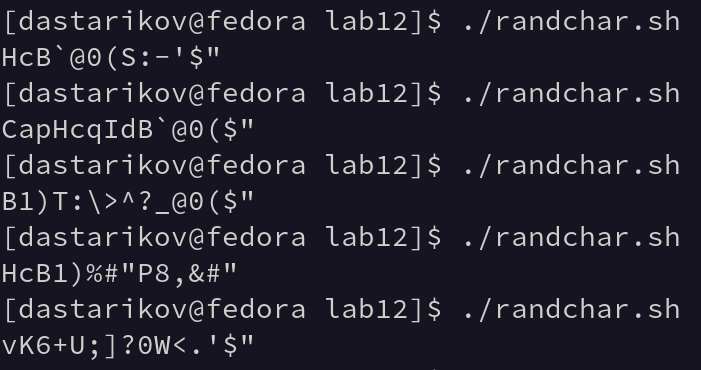 [dastarikov@fedora lab12]$ ./randchar.sh
HcB`@0(S:-'$"
[dastarikov@fedora lab12]$ ./randchar.sh
CapHcqIdB`@0($"
[dastarikov@fedora lab12]$ ./randchar.sh
B1)T:\>^?_@0($"
[dastarikov@fedora lab12]$ ./randchar.sh
HcB1)%#"P8,&#"
[dastarikov@fedora lab12]$ ./randchar.sh
vK6+U;]?0W<.'$"